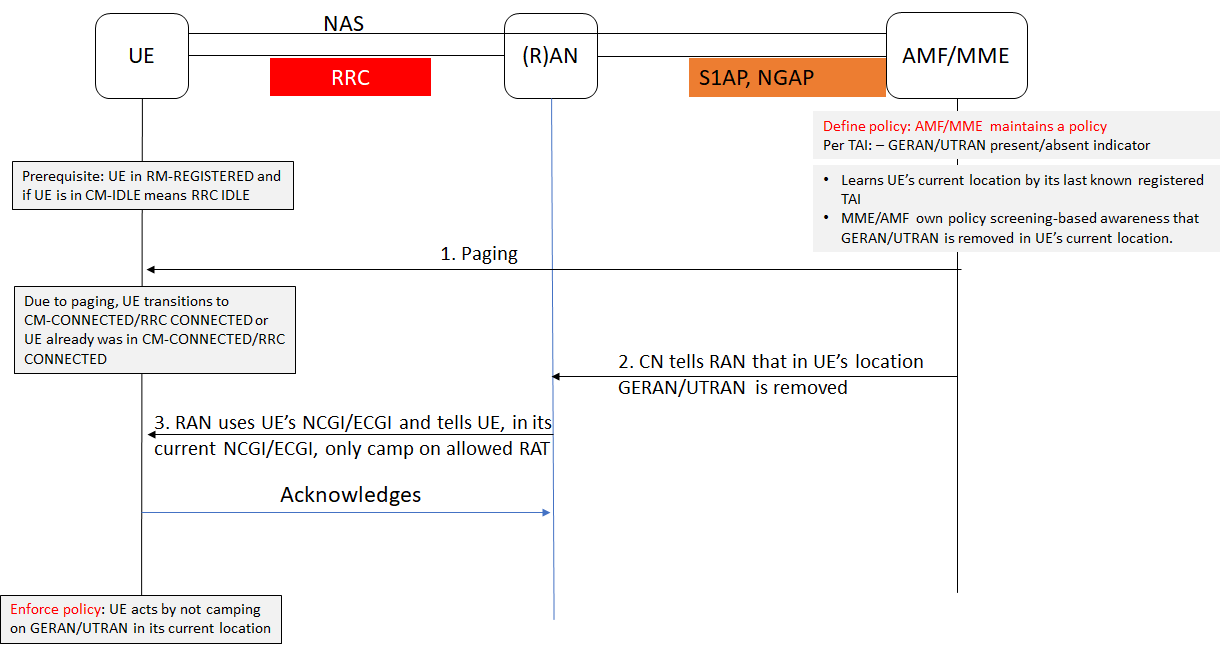 NAS
UE
(R)AN
AMF/MME
RRC
S1AP, NGAP
Define policy: AMF/MME maintains a policy
Per TAI: – GERAN/UTRAN present/absent indicator
Prerequisite: UE in RM-REGISTERED and
if UE is in CM-IDLE means RRC IDLE
• Learns UE’s current location by its last known registered
TAI
• MME/AMF own policy screening-based awareness that
GERAN/UTRAN is removed in UE’s current location.
1. Paging
Due to paging, UE transitions to
CM-CONNECTED/RRC CONNECTED or
UE already was in CM-CONNECTED/RRC
CONNECTED
2. CN tells RAN that in UE’s location
GERAN/UTRAN is removed
3. RAN uses UE’s NCGI/ECGI and tells UE, in its
current NCGI/ECGI, only camp on allowed RAT
Acknowledges
Enforce policy: UE acts by not camping
on GERAN/UTRAN in its current location